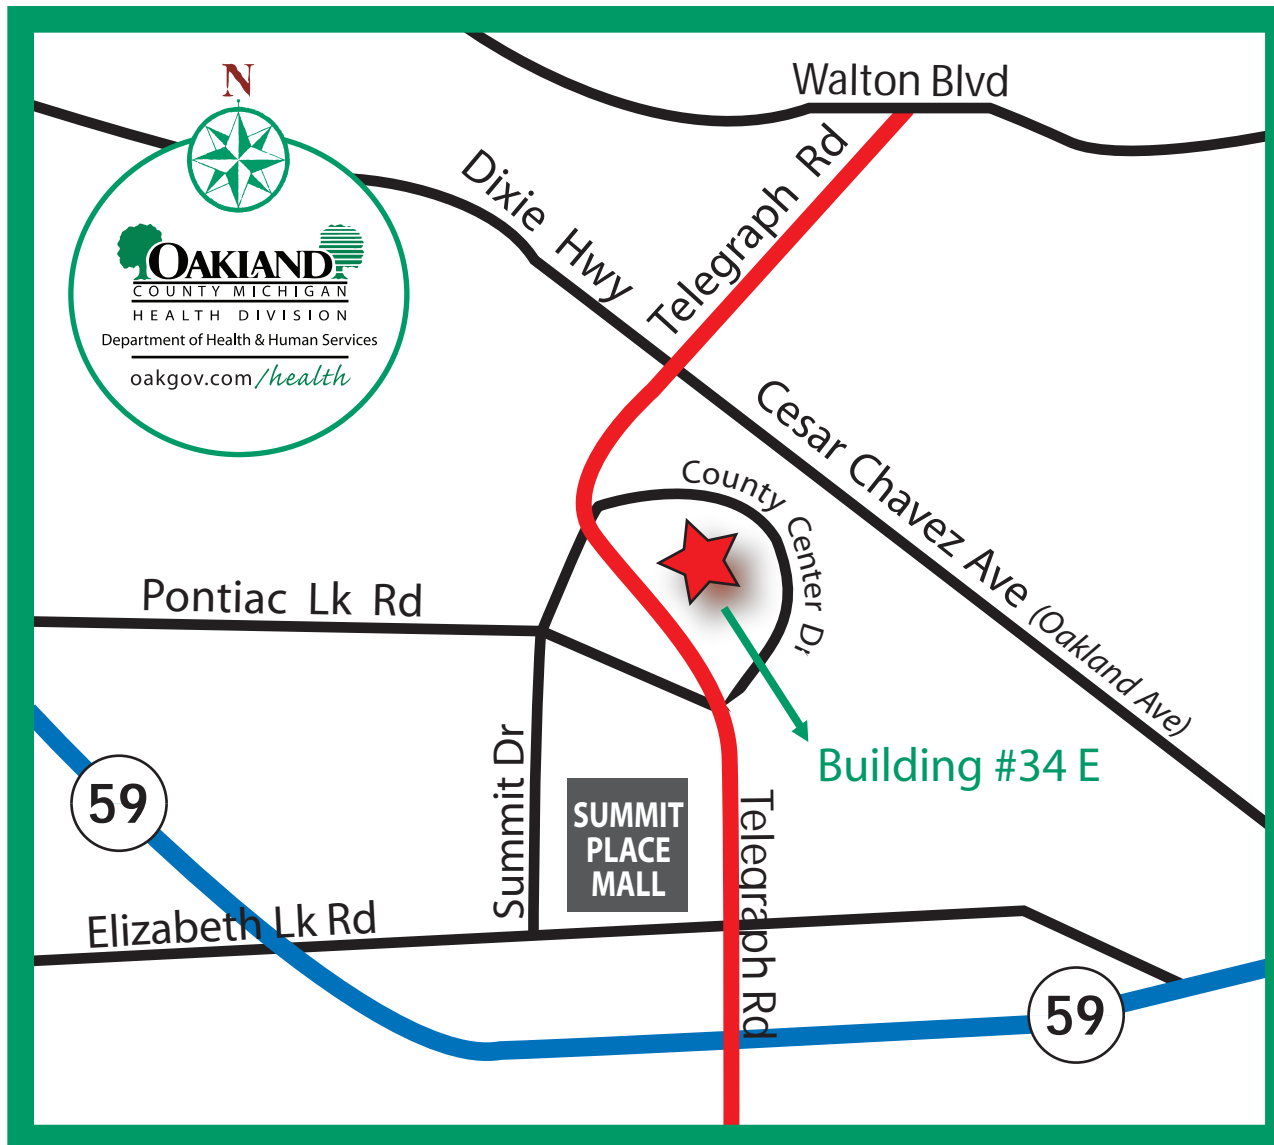 N
Walton Blvd
Dixie Hwy
Telegraph Rd
OAKLAND
COUNTY MICHIGAN
HEALTH DIVISION
Department of Health & Human Services
oakgov.com/health
Cesar Chavez Ave (Oakland Ave)
County Center Dr
Pontiac Lk Rd
Building #34 E
Summit Dr
SUMMIT
PLACE
MALL
Telegraph Rd
59
Elizabeth Lk Rd
59